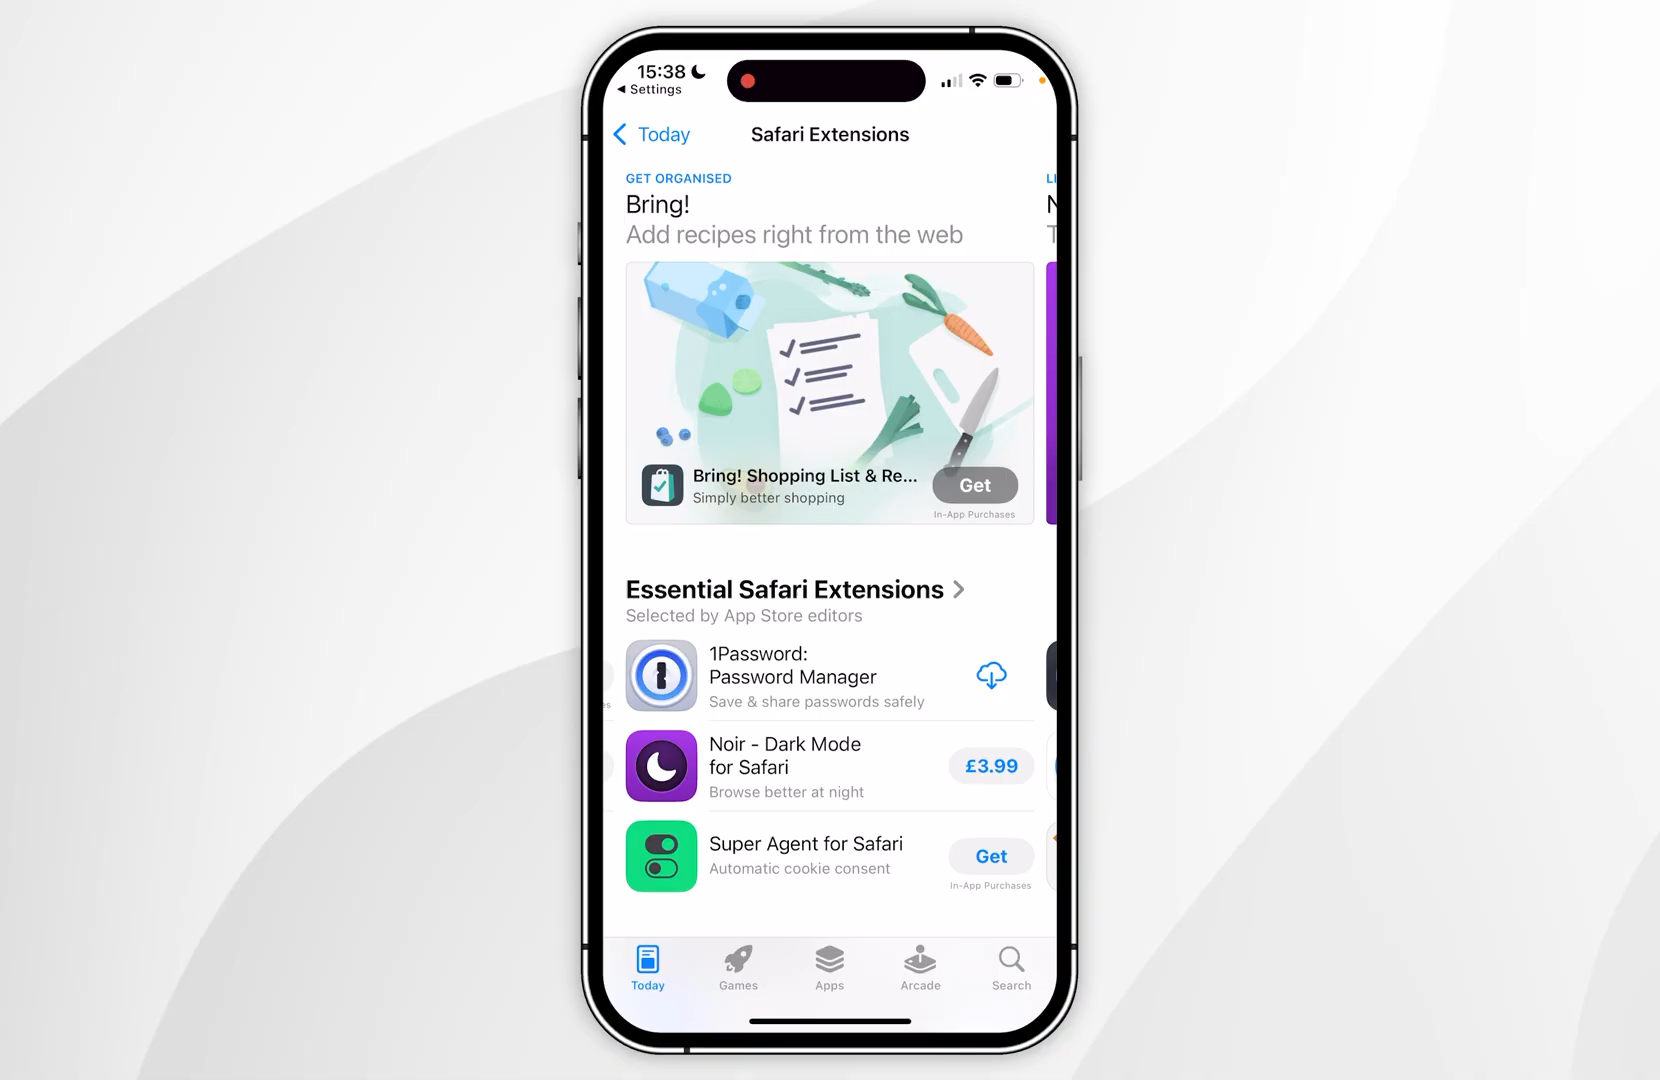 15:38
◀ Settings
Today
Safari Extensions
GET ORGANISED
Bring!
Add recipes right from the web
LI
N
T
Bring! Shopping List & Re...
Simply better shopping
Get
In-App Purchases
Essential Safari Extensions
Selected by App Store editors
1Password:
Password Manager
Save & share passwords safely
es
Noir - Dark Mode
for Safari
Browse better at night
£3.99
Super Agent for Safari
Automatic cookie consent
Get
In-App Purchases
Today
Games
Apps
Arcade
Search